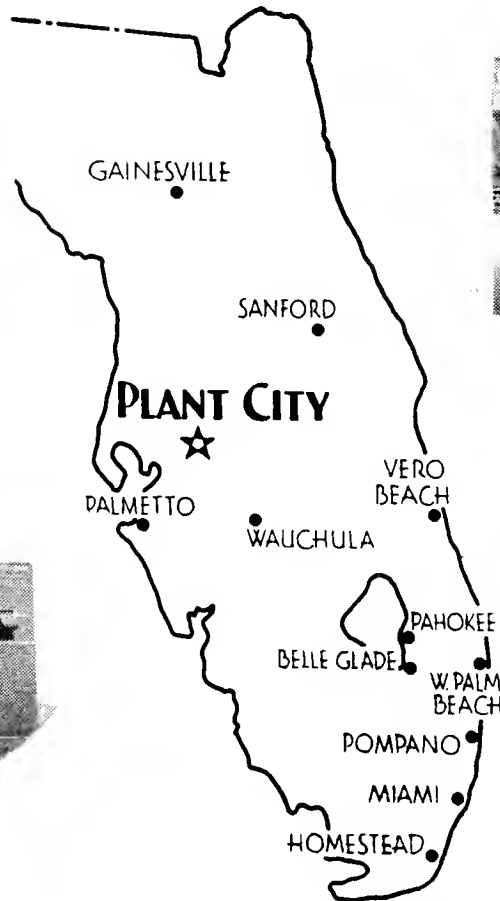 GAINESVILLE
SANFORD
PLANT CITY
VERO
BEACH
PALMETTO
WAUCHULA
PAHOKEE
BELLE GLADE
W. PALM
BEACH
POMPANO
MIAMI
HOMESTEAD